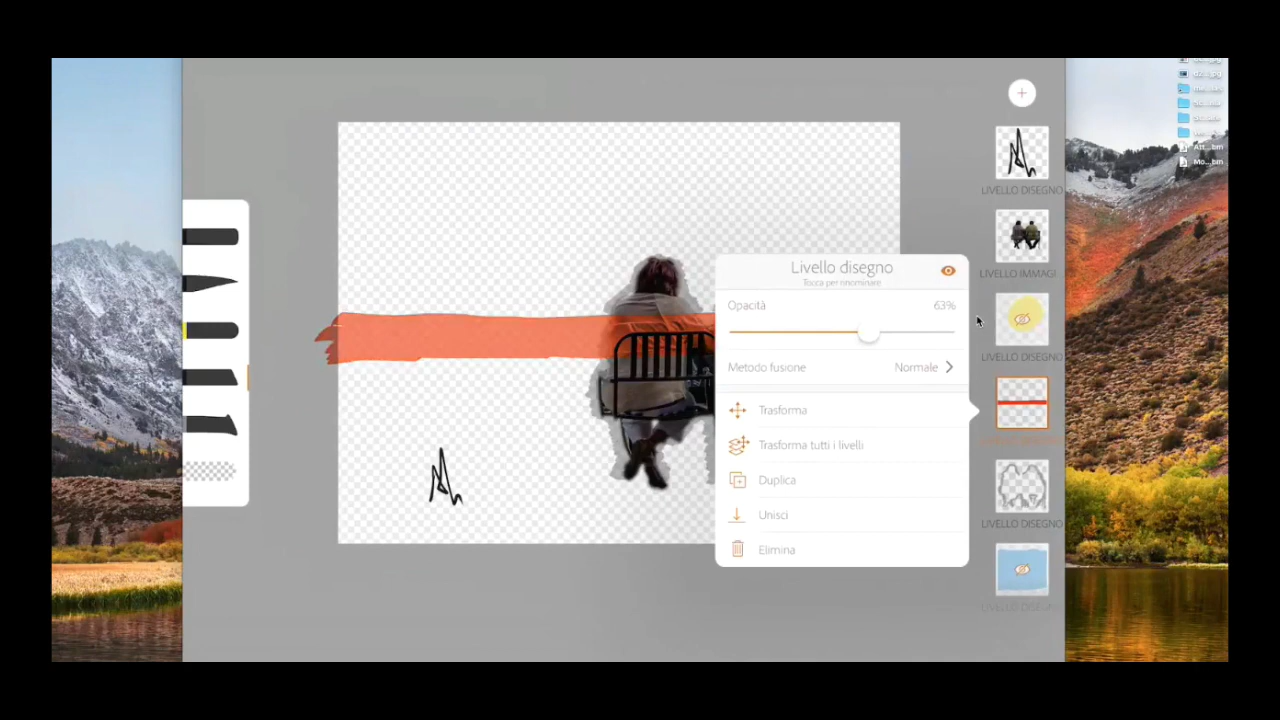 LIVELLO DISEGNO
LIVELLO IMMAGI
LIVELLO DISEGNO
LIVELLO DISEGNO
Livello disegno
Tocca per rinominare
Opacità 63%
Metodo fusione Normale
Trasforma
Trasforma tutti i livelli
Duplica
Unisci
Elimina